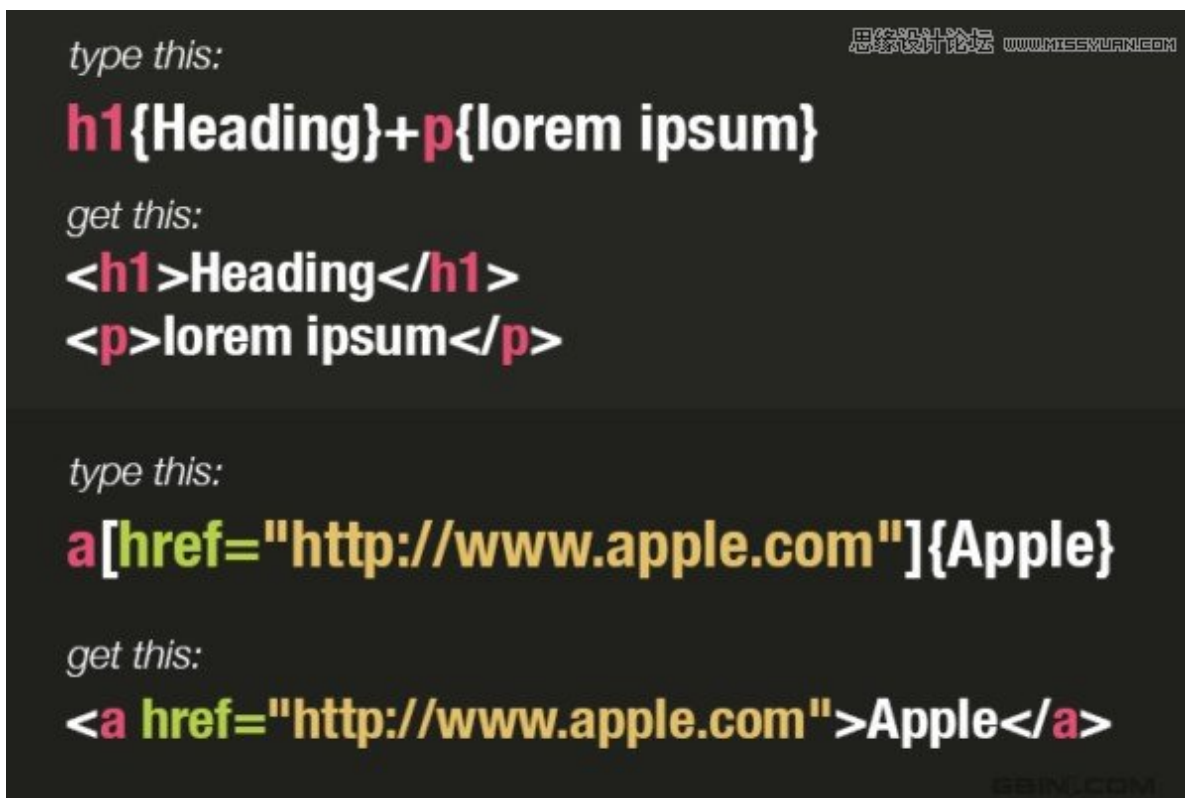 type this:
思缘设计论坛 WWW.MISSYUAN.COM
h1{Heading}+p{lorem ipsum}
get this:
<h1>Heading</h1>
<p>lorem ipsum</p>
type this:
a[href="http://www.apple.com"]{Apple}
get this:
<a href="http://www.apple.com">Apple</a>
GBIN1.COM